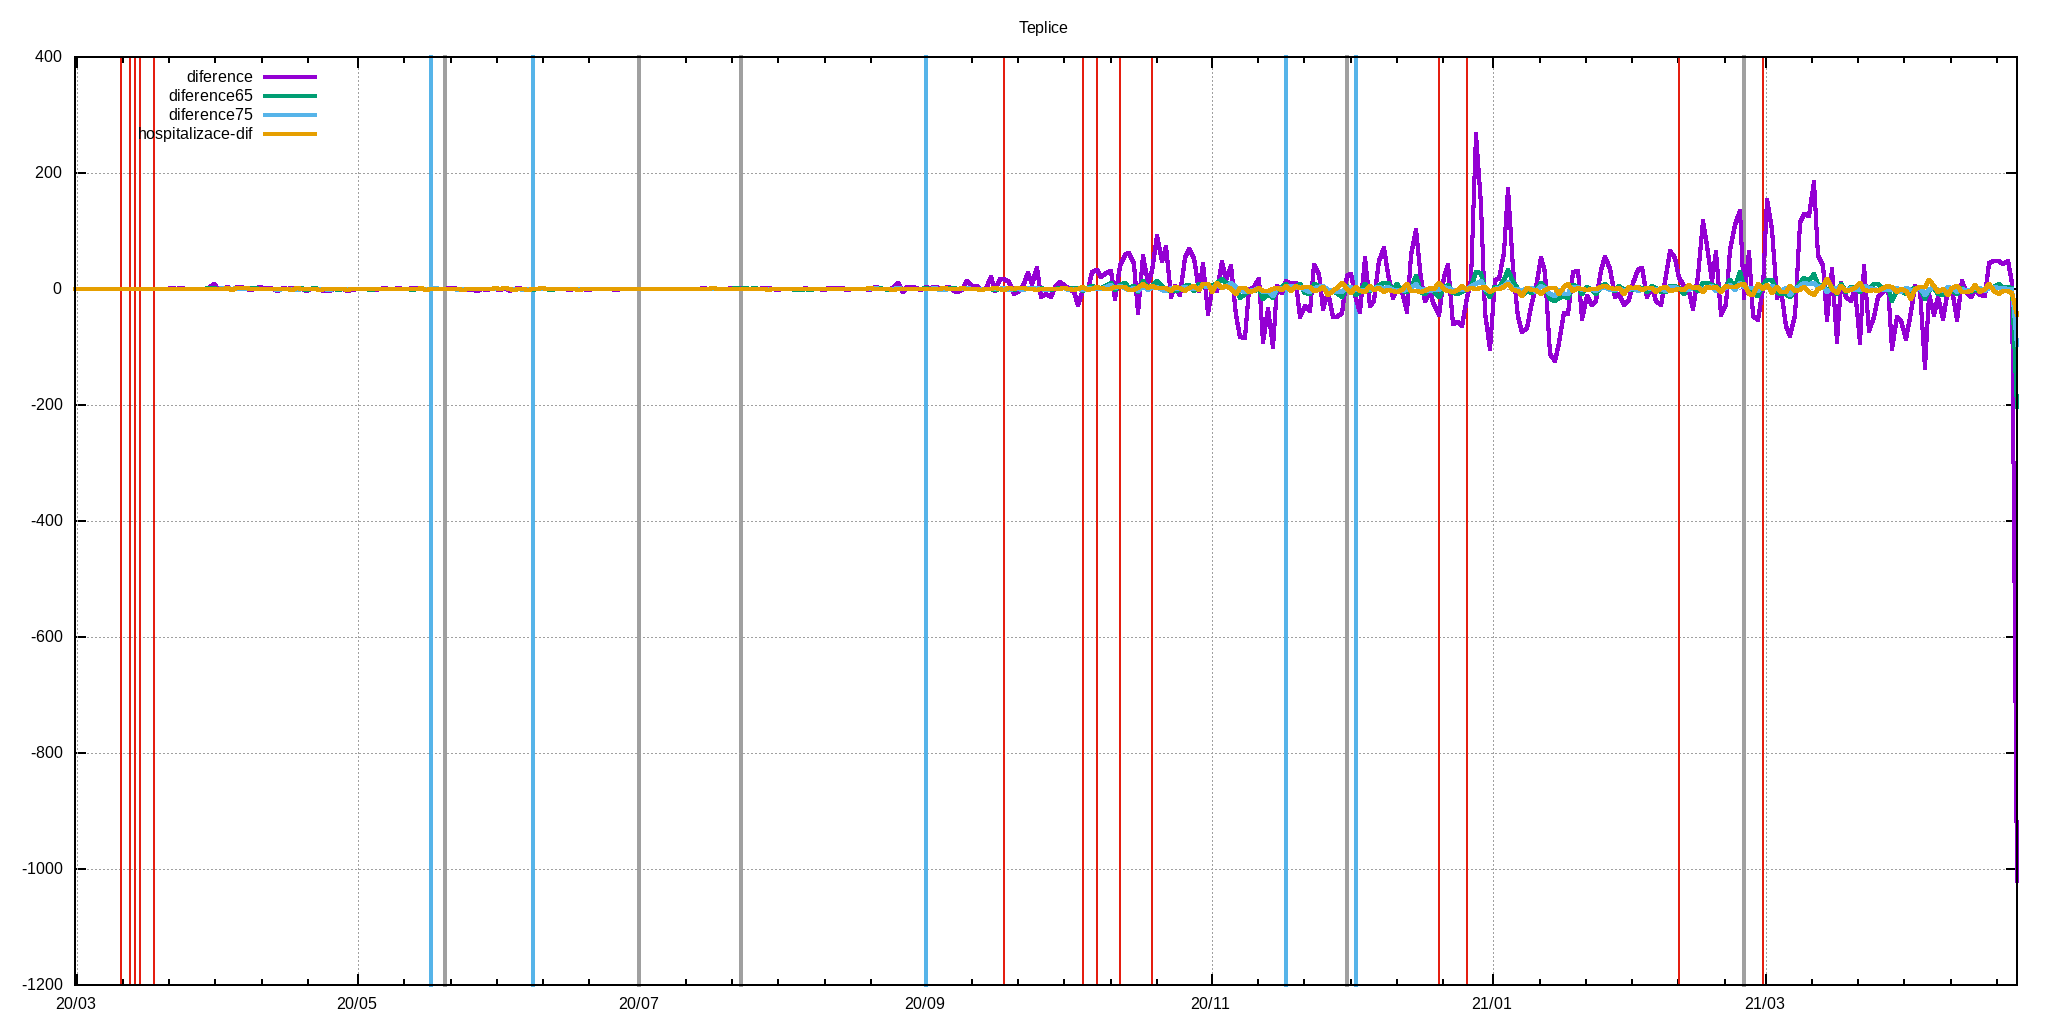 Teplice
400
diference
diference65
diference75
hospitalizace-dif
200
0
-200
-400
-600
-800
-1000
-1200
20/03 20/05 20/07 20/09 20/11 21/01 21/03